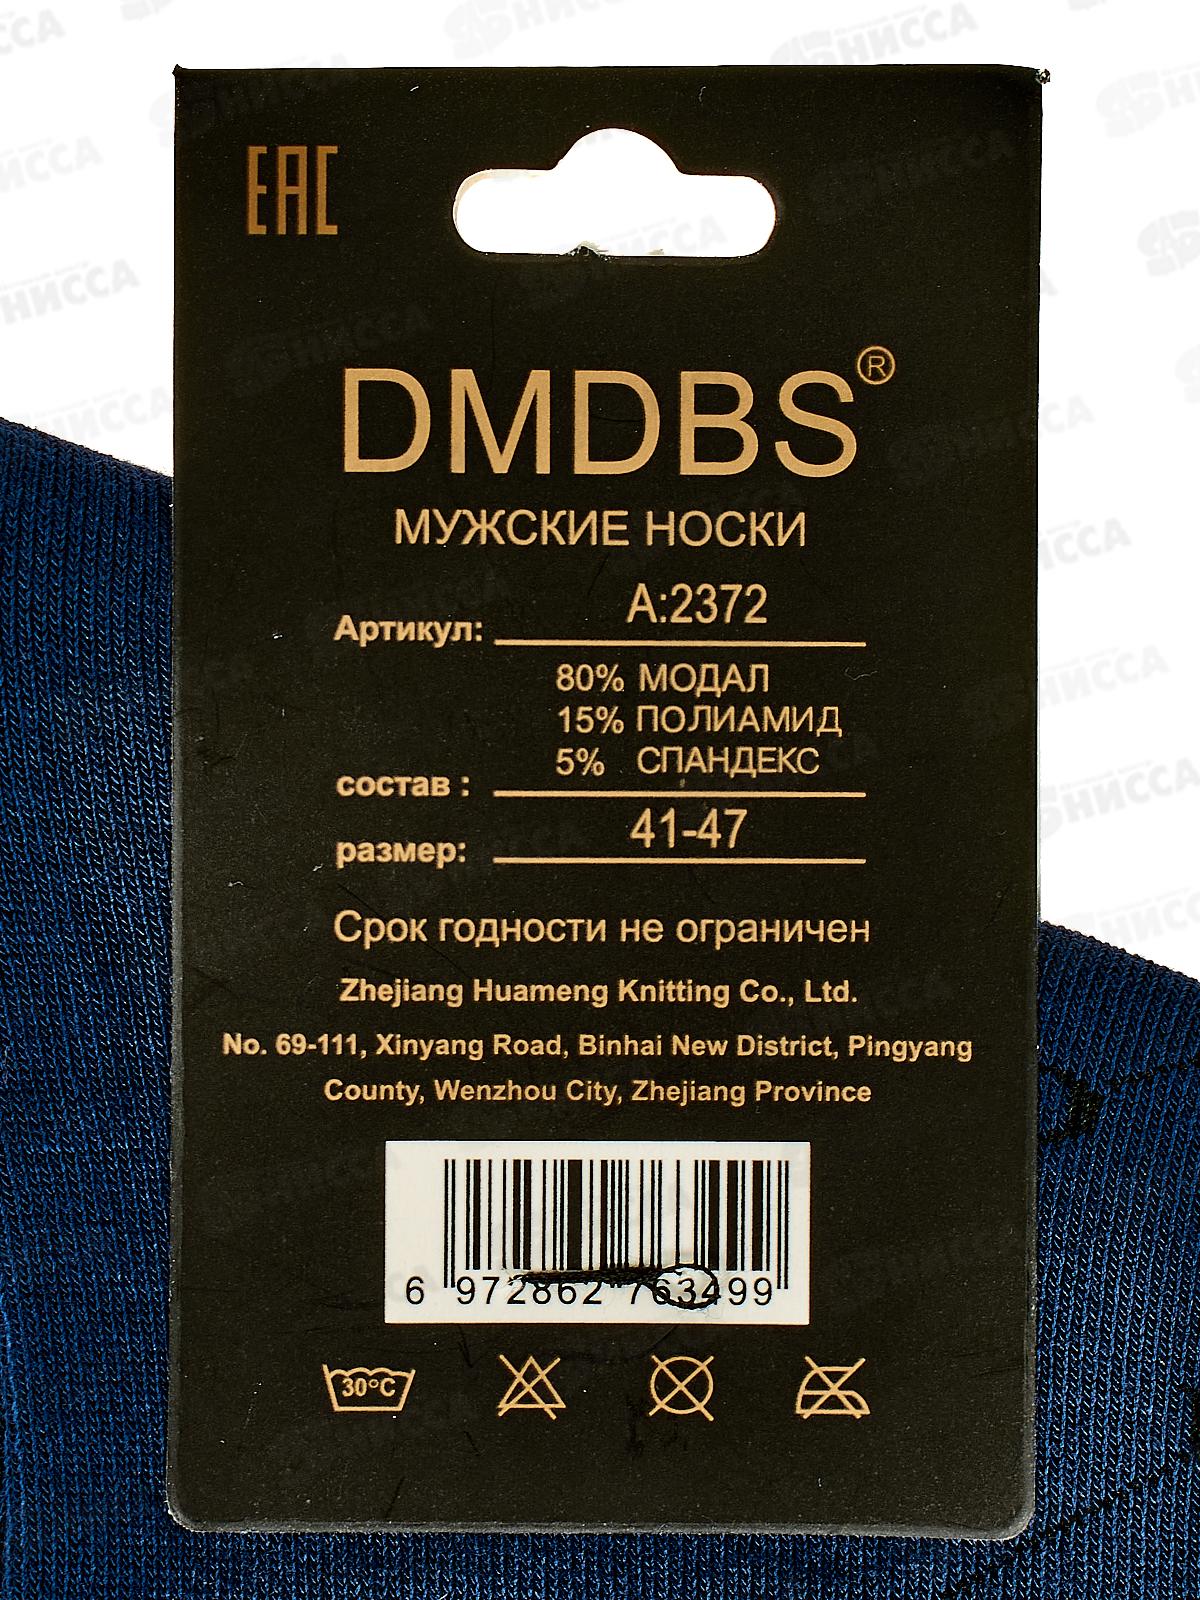 ЕАС
DMDBS®
МУЖСКИЕ НОСКИ
Артикул: А:2372
80% МОДАЛ
15% ПОЛИАМИД
5% СПАНДЕКС
состав :
размер: 41-47
Срок годности не ограничен
Zhejiang Huameng Knitting Co., Ltd.
No. 69-111, Xinyang Road, Binhai New District, Pingyang
County, Wenzhou City, Zhejiang Province
6 972862 763499
30°C
НИССА